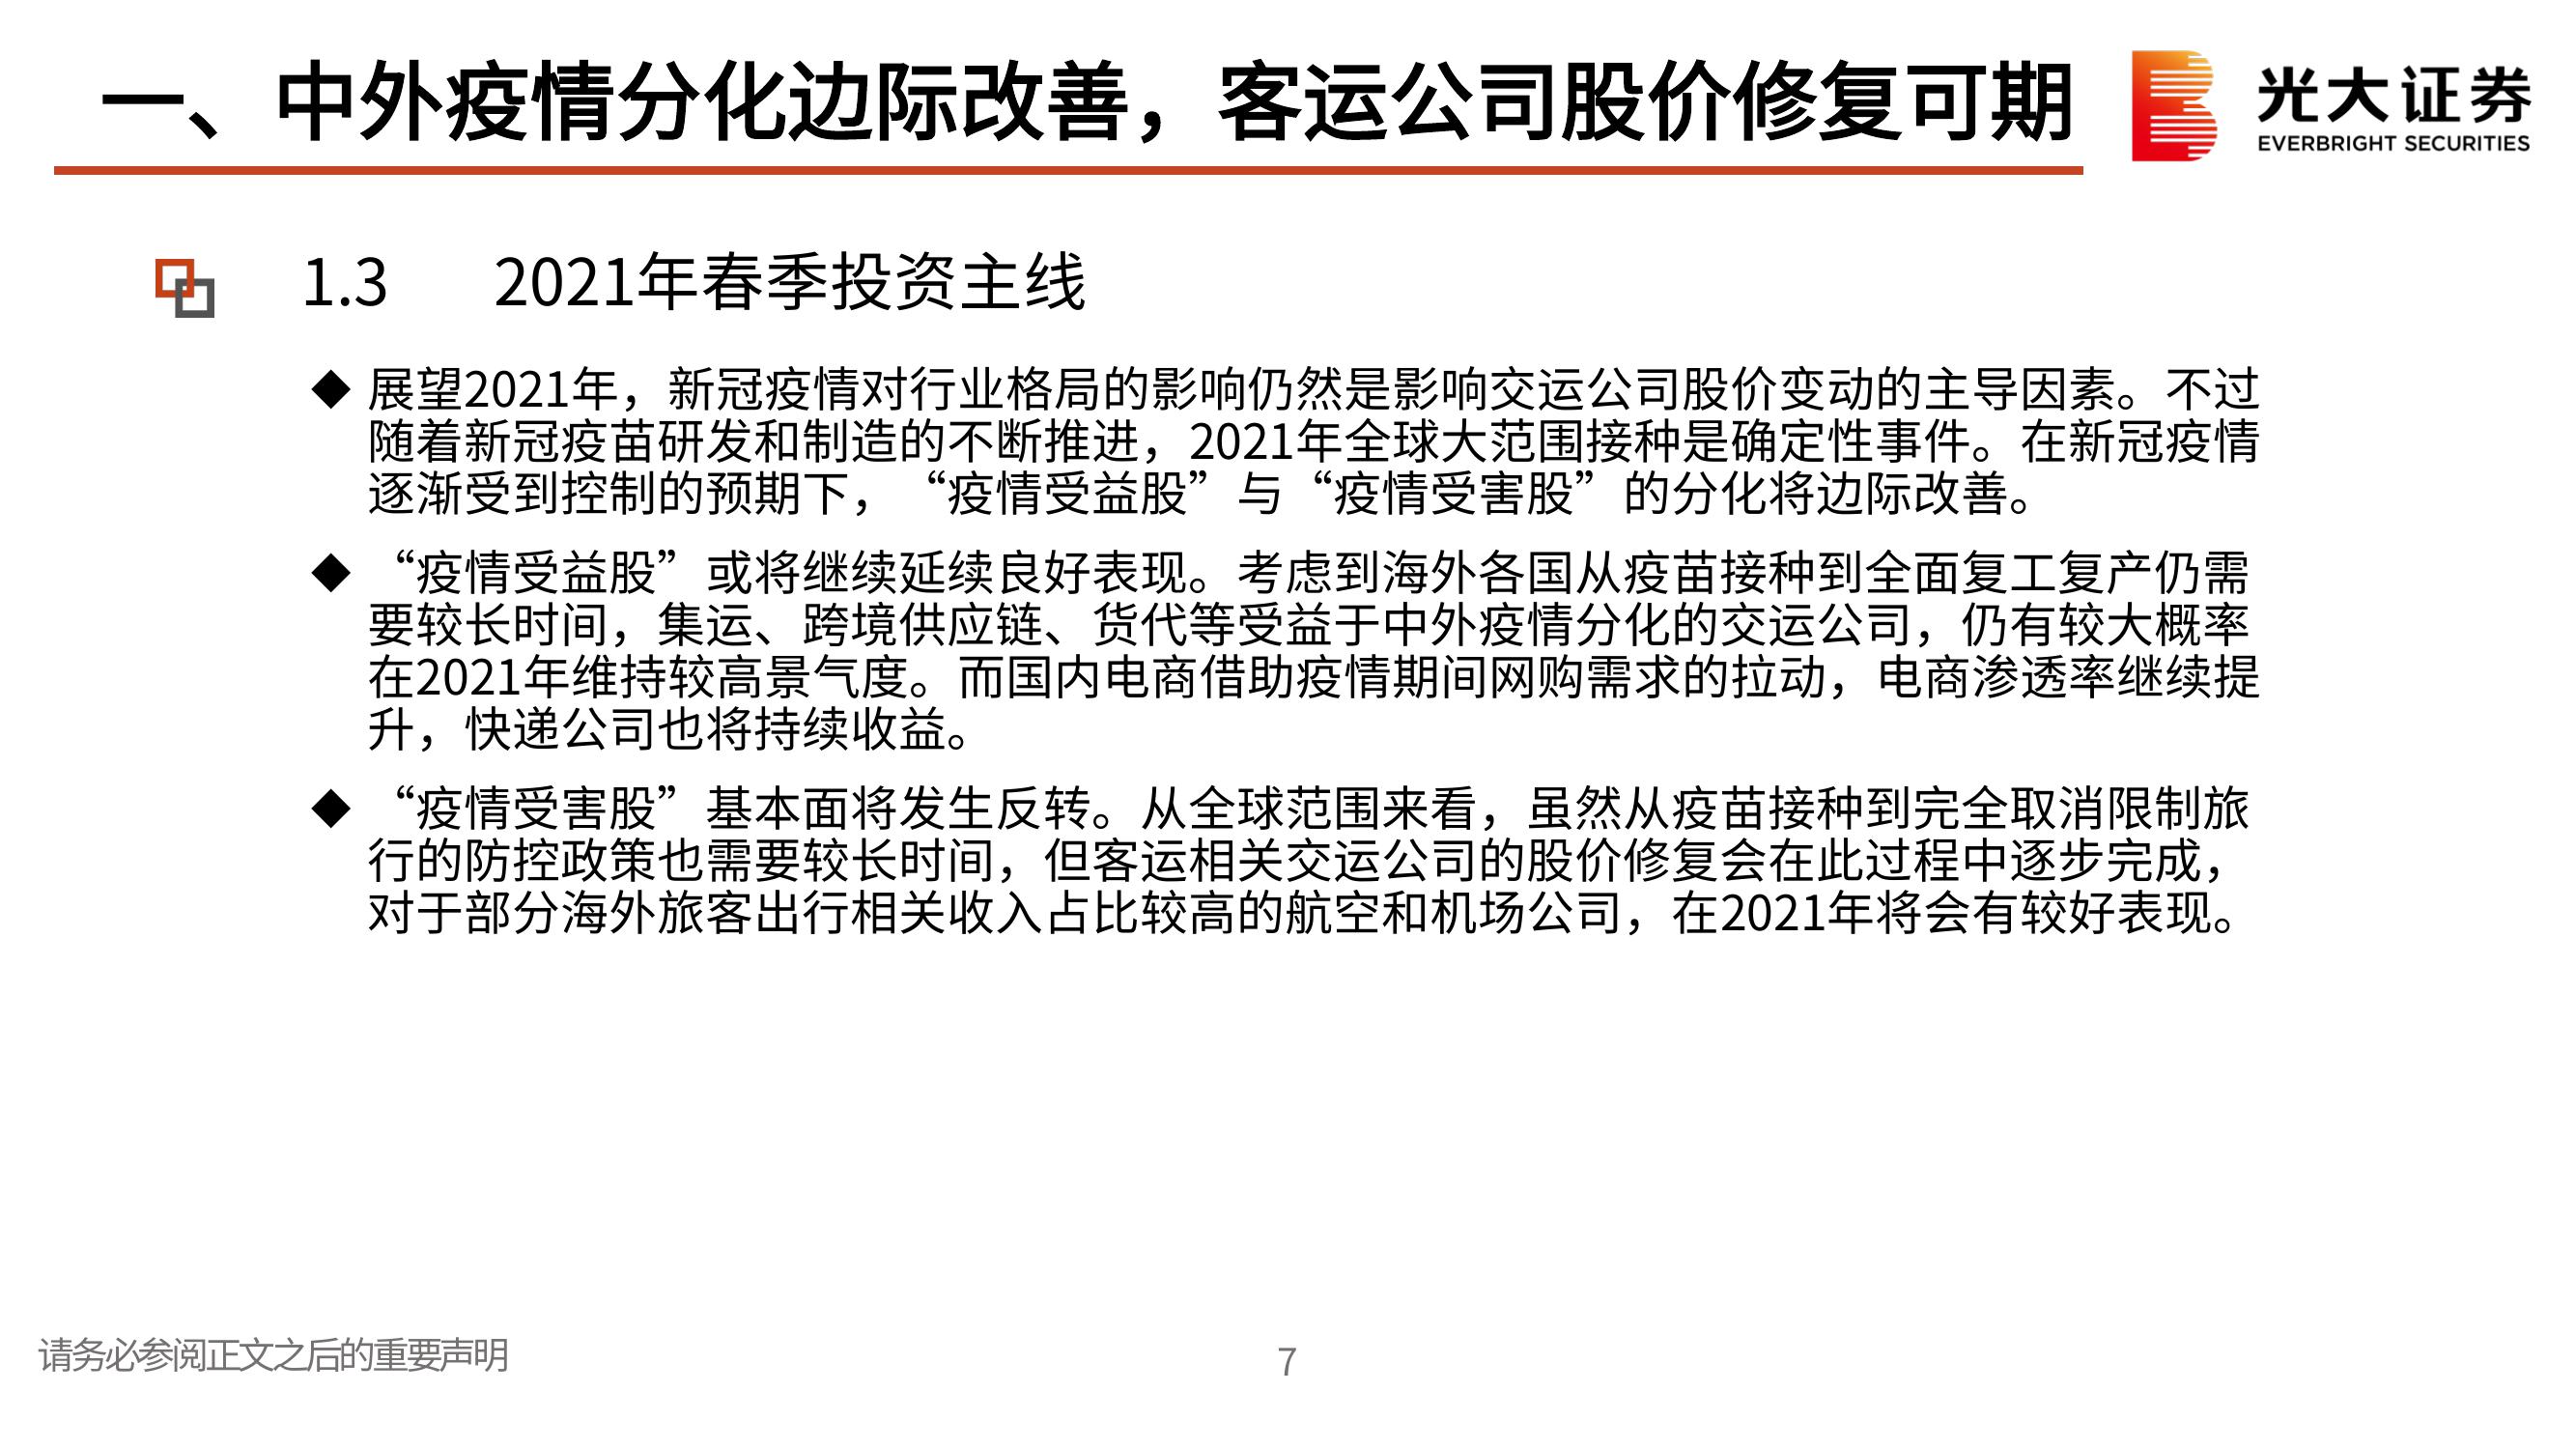 一、中外疫情分化边际改善，客运公司股价修复可期
光大证券
EVERBRIGHT SECURITIES
1.3 2021年春季投资主线
◆ 展望2021年，新冠疫情对行业格局的影响仍然是影响交运公司股价变动的主导因素。不过
随着新冠疫苗研发和制造的不断推进，2021年全球大范围接种是确定性事件。在新冠疫情
逐渐受到控制的预期下，“疫情受益股”与“疫情受害股”的分化将边际改善。
◆ “疫情受益股”或将继续延续良好表现。考虑到海外各国从疫苗接种到全面复工复产仍需
要较长时间，集运、跨境供应链、货代等受益于中外疫情分化的交运公司，仍有较大概率
在2021年维持较高景气度。而国内电商借助疫情期间网购需求的拉动，电商渗透率继续提
升，快递公司也将持续收益。
◆ “疫情受害股”基本面将发生反转。从全球范围来看，虽然从疫苗接种到完全取消限制旅
行的防控政策也需要较长时间，但客运相关交运公司的股价修复会在此过程中逐步完成，
对于部分海外旅客出行相关收入占比较高的航空和机场公司，在2021年将会有较好表现。
请务必参阅正文之后的重要声明
7